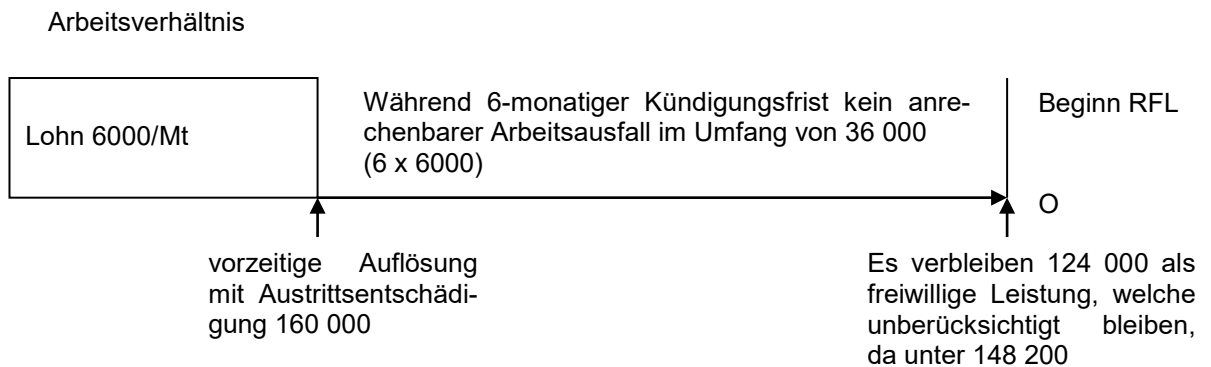 Arbeitsverhältnis
Lohn 6000/Mt
Während 6-monatiger Kündigungsfrist kein anre-
chenbarer Arbeitsausfall im Umfang von 36 000
(6 x 6000)
Beginn RFL
O
vorzeitige Auflösung
mit Austrittsentschädi-
gung 160 000
Es verbleiben 124 000 als
freiwillige Leistung, welche
unberücksichtigt bleiben,
da unter 148 200